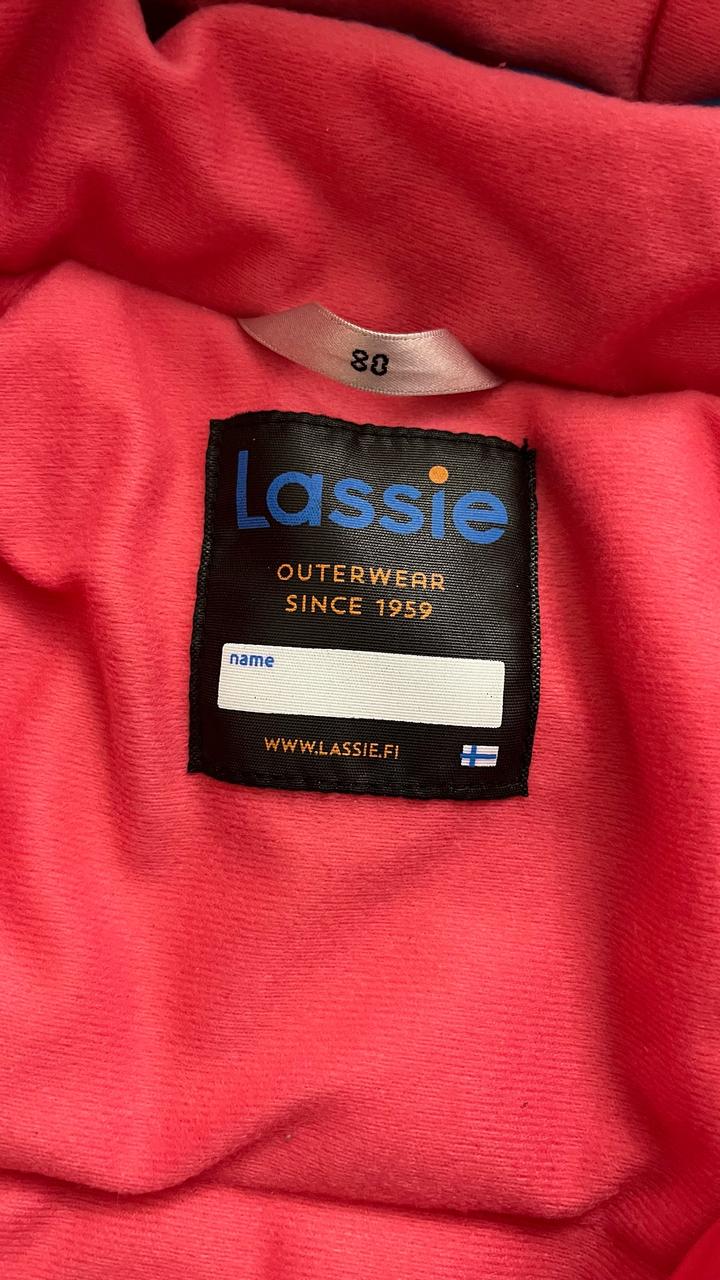 80
Lassie
OUTERWEAR
SINCE 1959
name
WWW.LASSIE.FI